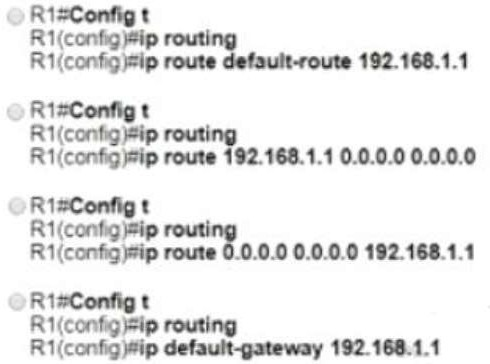 R1#Config t
R1(config)#ip routing
R1(config)#ip route default-route 192.168.1.1
R1#Config t
R1(config)#ip routing
R1(config)#ip route 192.168.1.1 0.0.0.0 0.0.0.0
R1#Config t
R1(config)#ip routing
R1(config)#ip route 0.0.0.0 0.0.0.0 192.168.1.1
R1#Config t
R1(config)#ip routing
R1(config)#ip default-gateway 192.168.1.1